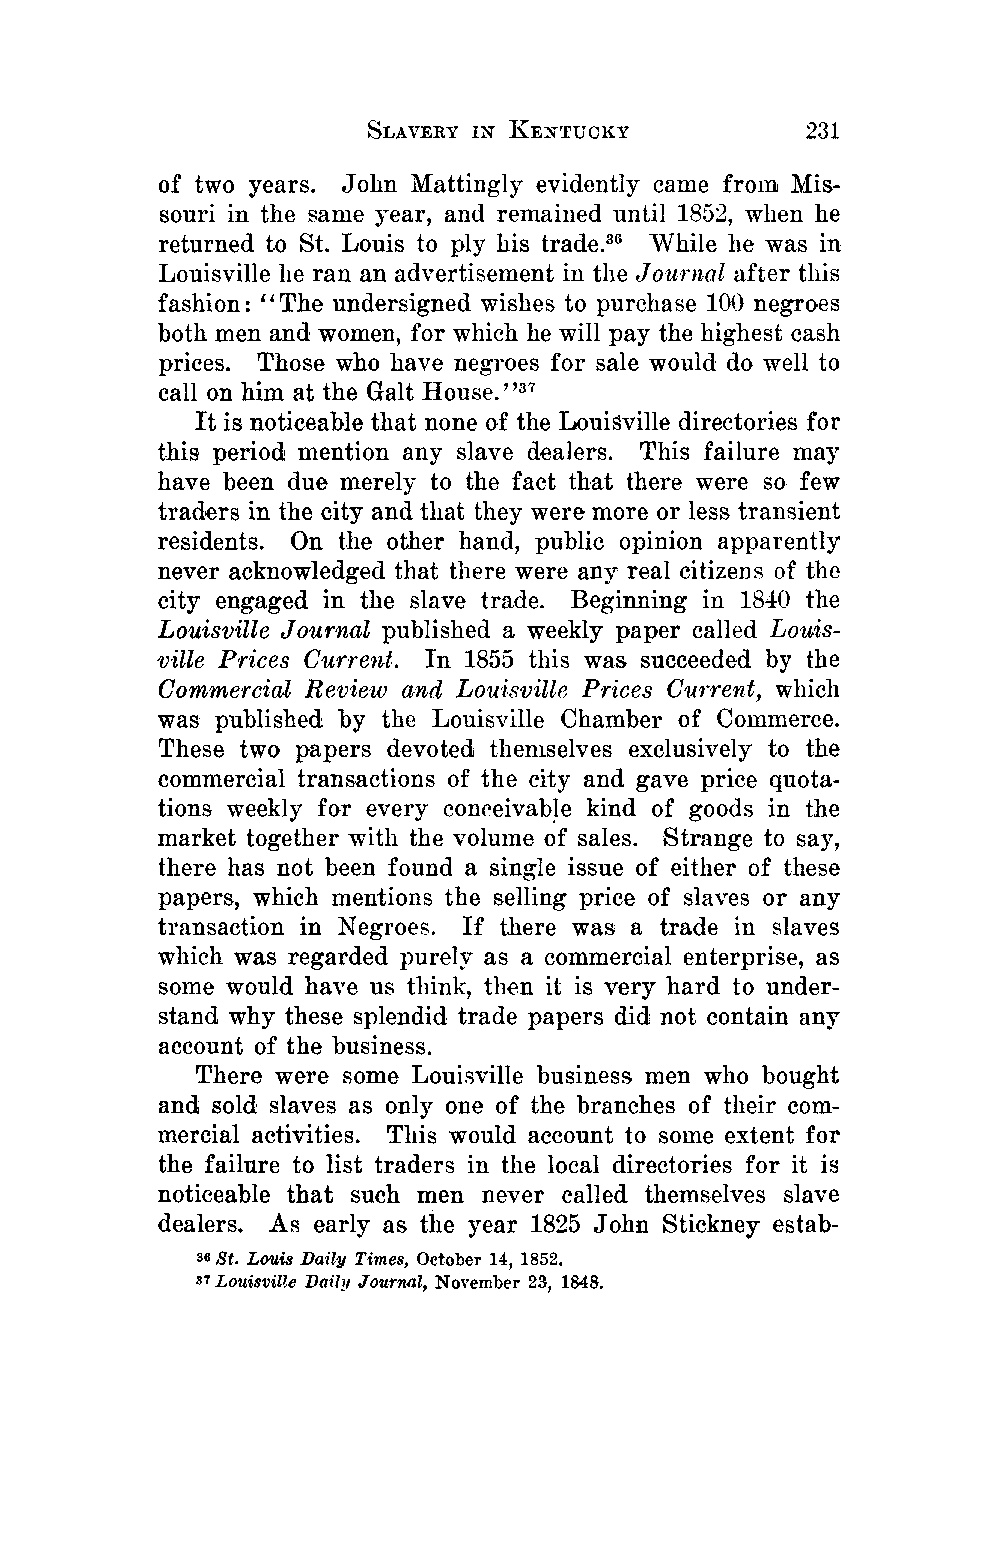 SLAVERY IN KENTUCKY 231
of two years. John Mattingly evidently came from Mis-
souri in the same year, and remained until 1852, when he
returned to St. Louis to ply his trade.³⁶ While he was in
Louisville he ran an advertisement in the Journal after this
fashion: “The undersigned wishes to purchase 100 negroes
both men and women, for which he will pay the highest cash
prices. Those who have negroes for sale would do well to
call on him at the Galt House.”³⁷
It is noticeable that none of the Louisville directories for
this period mention any slave dealers. This failure may
have been due merely to the fact that there were so few
traders in the city and that they were more or less transient
residents. On the other hand, public opinion apparently
never acknowledged that there were any real citizens of the
city engaged in the slave trade. Beginning in 1840 the
Louisville Journal published a weekly paper called Louis-
ville Prices Current. In 1855 this was succeeded by the
Commercial Review and Louisville Prices Current, which
was published by the Louisville Chamber of Commerce.
These two papers devoted themselves exclusively to the
commercial transactions of the city and gave price quota-
tions weekly for every conceivable kind of goods in the
market together with the volume of sales. Strange to say,
there has not been found a single issue of either of these
papers, which mentions the selling price of slaves or any
transaction in Negroes. If there was a trade in slaves
which was regarded purely as a commercial enterprise, as
some would have us think, then it is very hard to under-
stand why these splendid trade papers did not contain any
account of the business.
There were some Louisville business men who bought
and sold slaves as only one of the branches of their com-
mercial activities. This would account to some extent for
the failure to list traders in the local directories for it is
noticeable that such men never called themselves slave
dealers. As early as the year 1825 John Stickney estab-
³⁶ St. Louis Daily Times, October 14, 1852.
³⁷ Louisville Daily Journal, November 23, 1848.